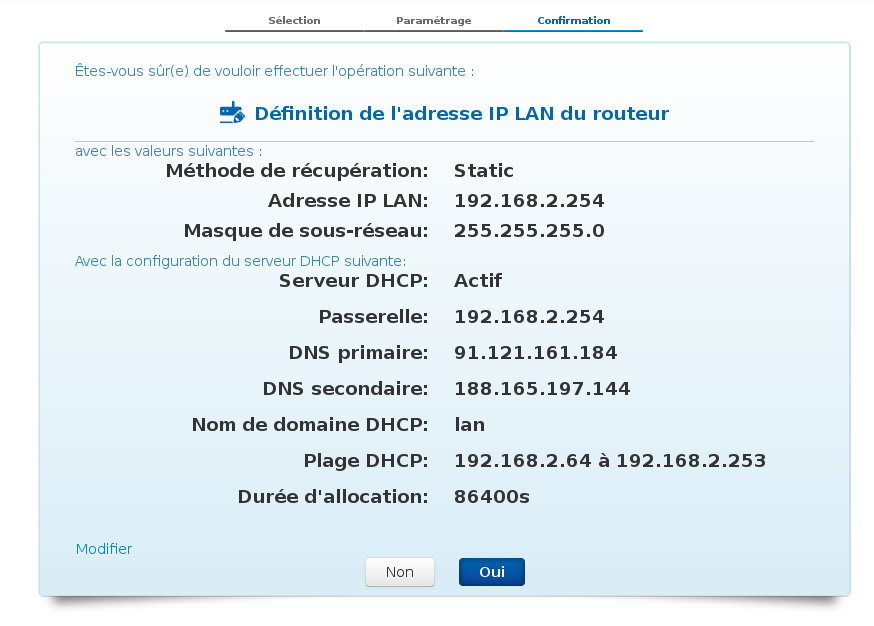 Sélection Paramétrage Confirmation
Êtes-vous sûr(e) de vouloir effectuer l'opération suivante :
Définition de l'adresse IP LAN du routeur
avec les valeurs suivantes :
Méthode de récupération: Static
Adresse IP LAN: 192.168.2.254
Masque de sous-réseau: 255.255.255.0
Avec la configuration du serveur DHCP suivante:
Serveur DHCP: Actif
Passerelle: 192.168.2.254
DNS primaire: 91.121.161.184
DNS secondaire: 188.165.197.144
Nom de domaine DHCP: lan
Plage DHCP: 192.168.2.64 à 192.168.2.253
Durée d'allocation: 86400s
Modifier
Non Oui